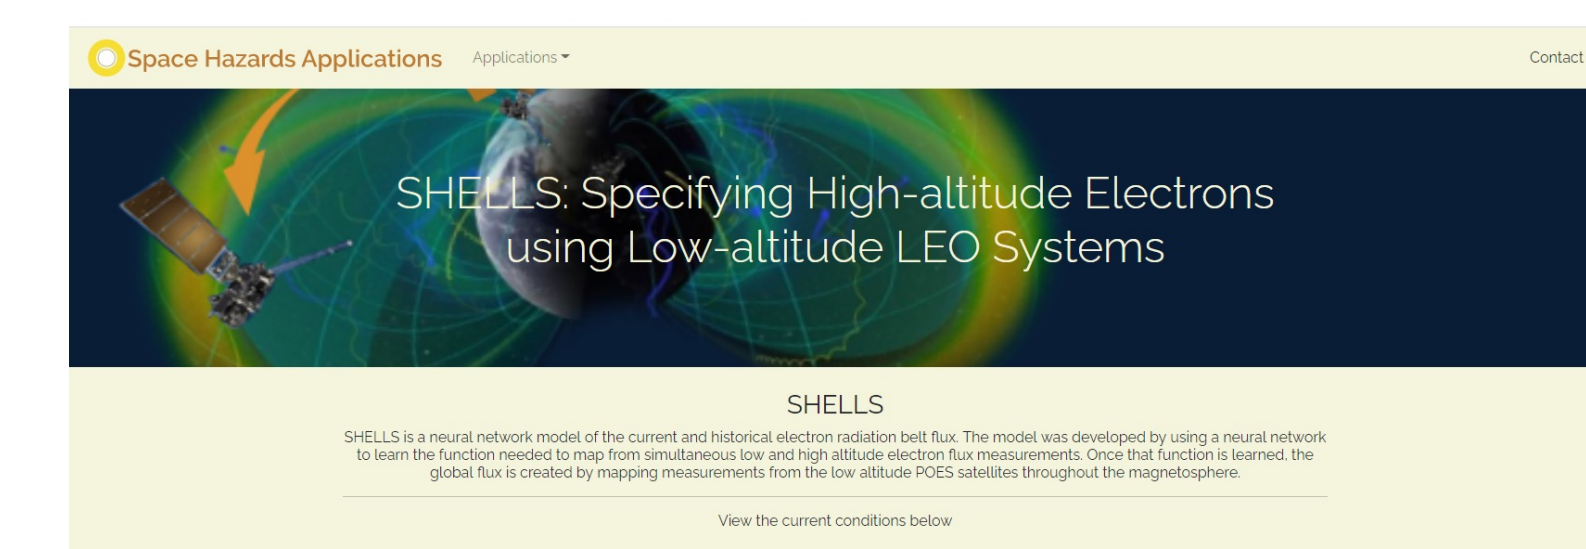 Space Hazards Applications Applications Contact
SHELLS: Specifying High-altitude Electrons
using Low-altitude LEO Systems
SHELLS
SHELLS is a neural network model of the current and historical electron radiation belt flux. The model was developed by using a neural network
to learn the function needed to map from simultaneous low and high altitude electron flux measurements. Once that function is learned, the
global flux is created by mapping measurements from the low altitude POES satellites throughout the magnetosphere.
View the current conditions below